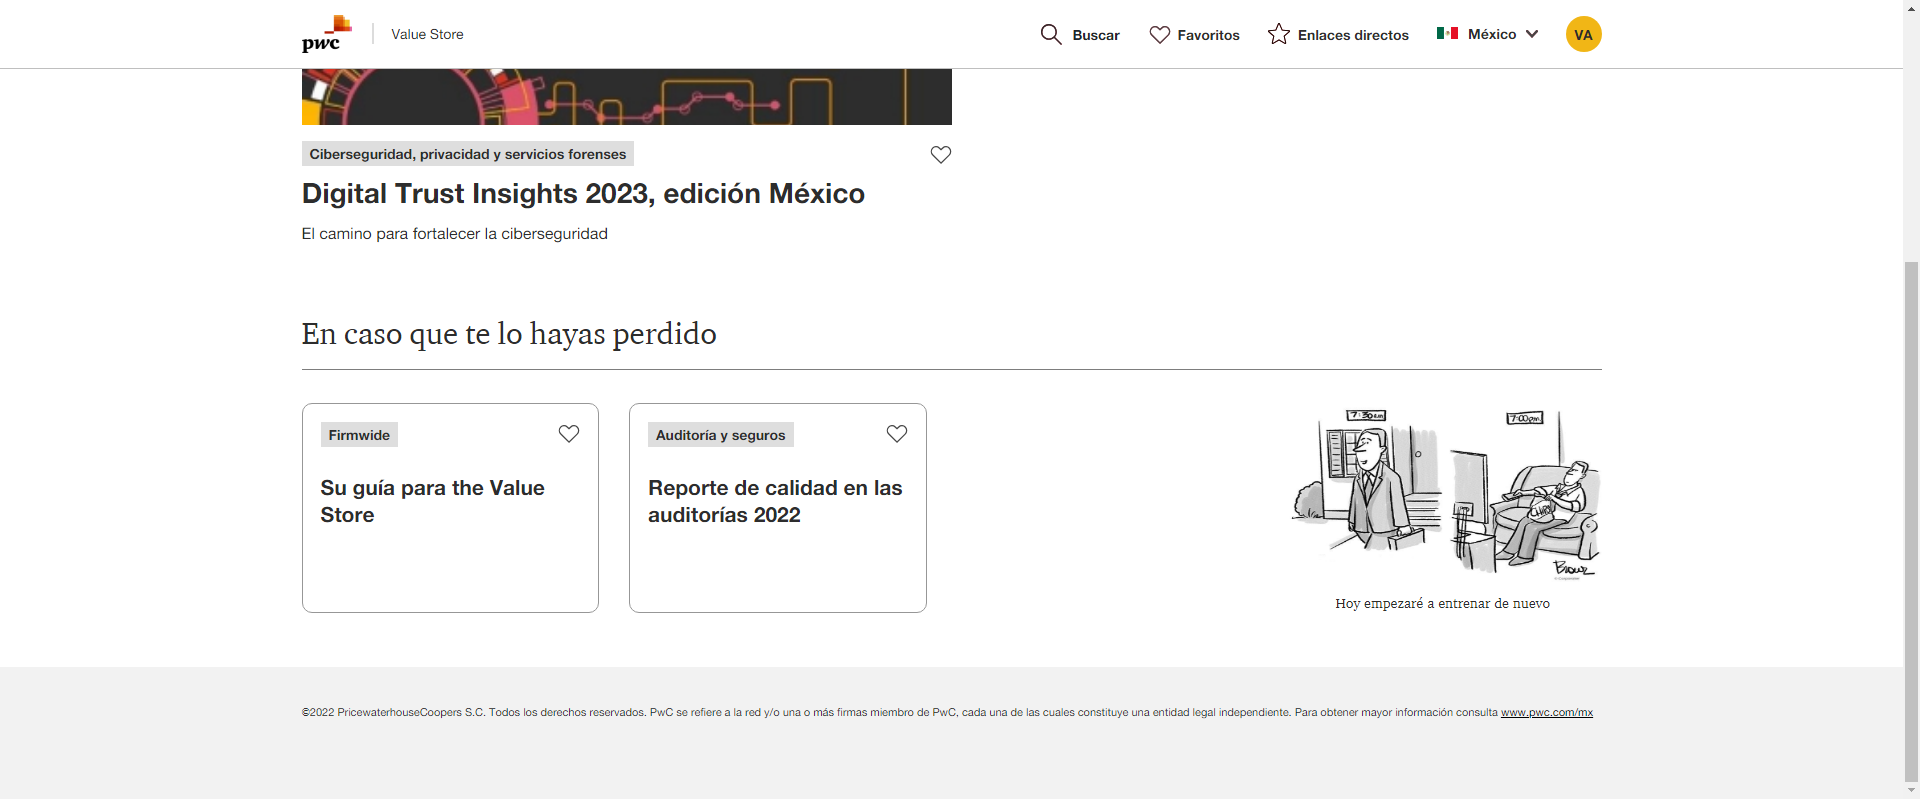 pwc
Value Store
Buscar
Favoritos
Enlaces directos
México
VA
Ciberseguridad, privacidad y servicios forenses
Digital Trust Insights 2023, edición México
El camino para fortalecer la ciberseguridad
En caso que te lo hayas perdido
Firmwide
Su guía para the Value
Store
Auditoría y seguros
Reporte de calidad en las
auditorías 2022
7:30am
7:00pm
CHIPS
Hoy empezaré a entrenar de nuevo
©2022 PricewaterhouseCoopers S.C. Todos los derechos reservados. PwC se refiere a la red y/o una o más firmas miembro de PwC, cada una de las cuales constituye una entidad legal independiente. Para obtener mayor información consulta www.pwc.com/mx